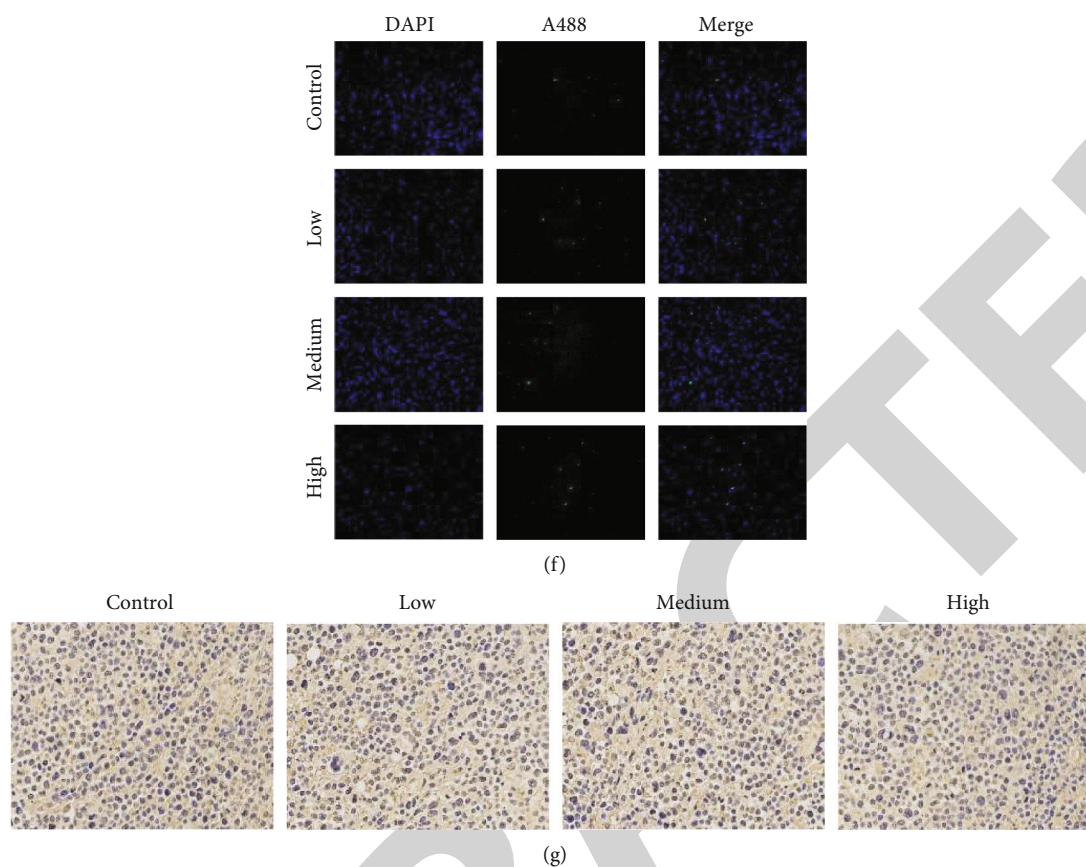 DAPI A488 Merge
Control
Low
Medium
High
(f)
Control Low Medium High
(g)